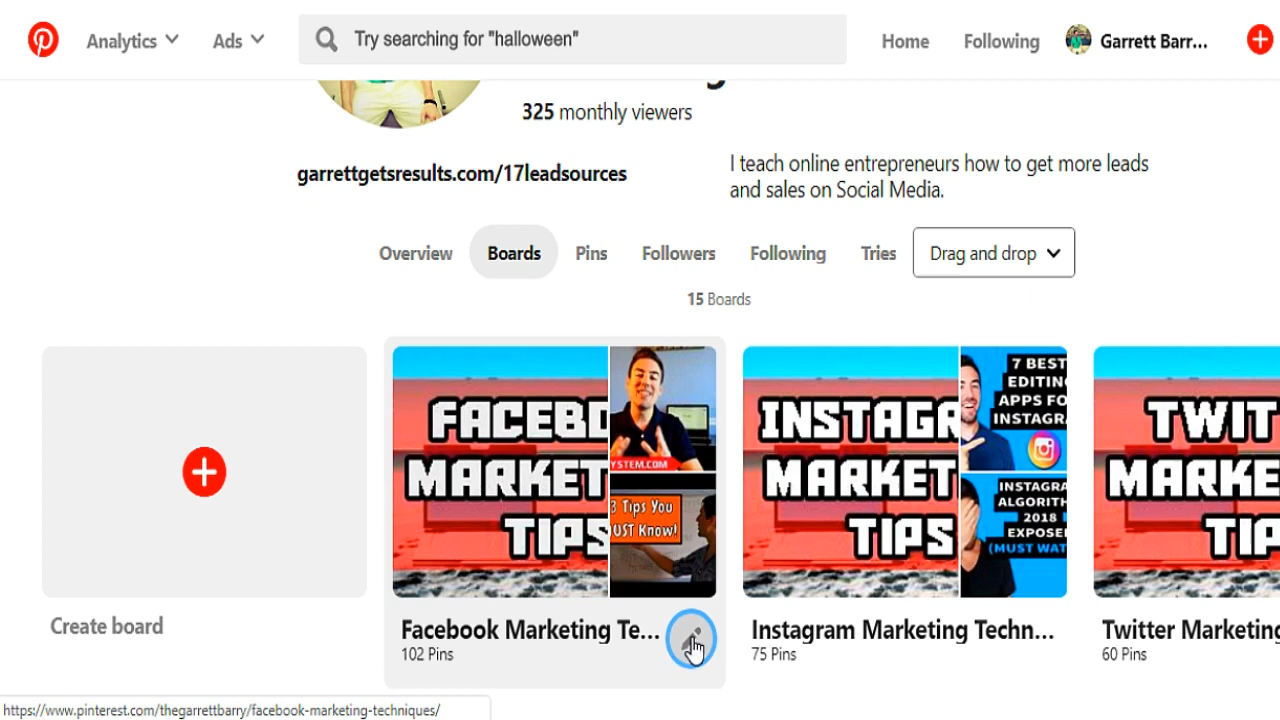 Analytics
Ads
Try searching for "halloween"
Home
Following
Garrett Barr...
325 monthly viewers
garrettgetsresults.com/17leadsources
I teach online entrepreneurs how to get more leads
and sales on Social Media.
Overview
Boards
Pins
Followers
Following
Tries
Drag and drop
15 Boards
FACEBO
MARKET
TIPS
YSTEM.COM
3 Tips You
UST Know!
INSTAGR
MARKET
TIPS
7 BEST
EDITIN
APPS FO
INSTAGRA
INSTAGRA
ALGORITH
2018
EXPOSE
(MUST WAT
TWIT
MARKE
TIP
Create board
Facebook Marketing Te...
102 Pins
Instagram Marketing Techn...
75 Pins
Twitter Marketing
60 Pins
https://www.pinterest.com/thegarrettbarry/facebook-marketing-techniques/